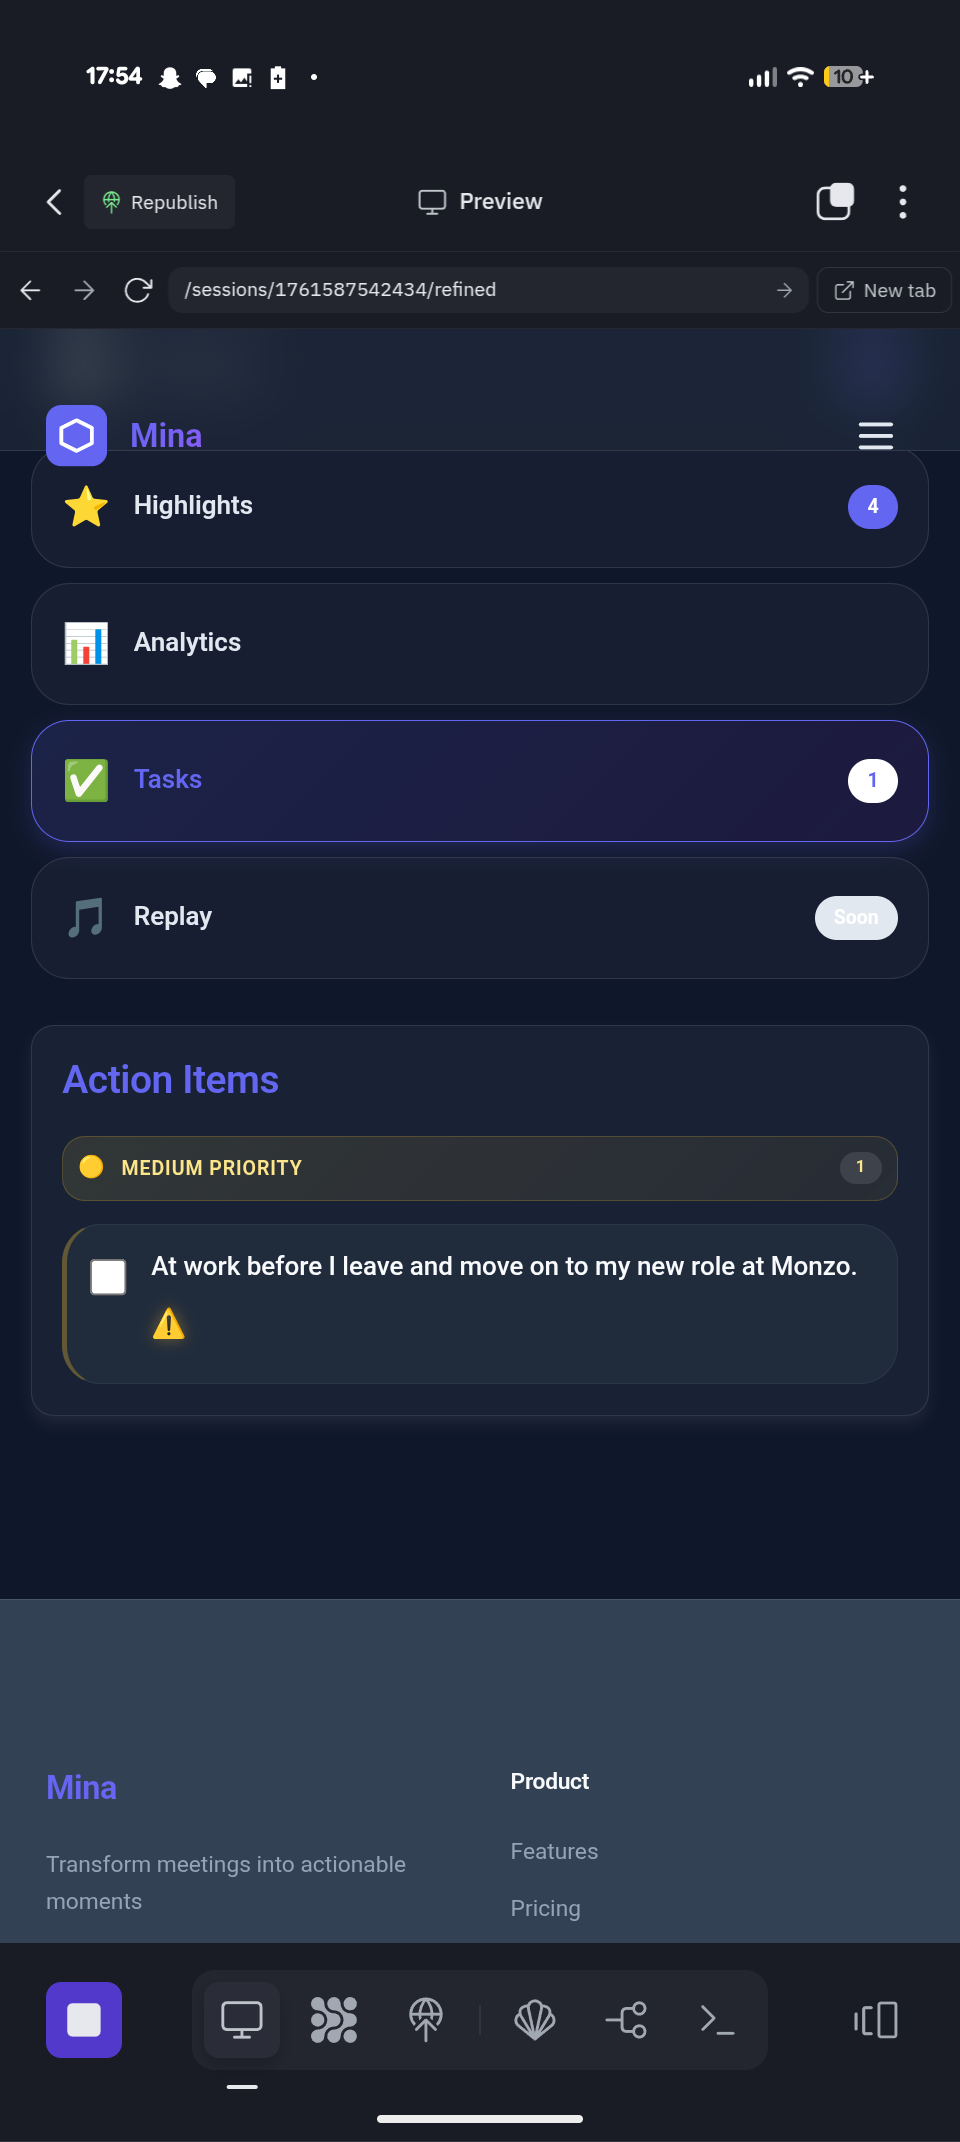 17:54
10
Republish
Preview
/sessions/1761587542434/refined
New tab
Mina
Highlights
4
Analytics
Tasks
1
Replay
Soon
Action Items
MEDIUM PRIORITY
1
At work before I leave and move on to my new role at Monzo.
Mina
Transform meetings into actionable
moments
Product
Features
Pricing